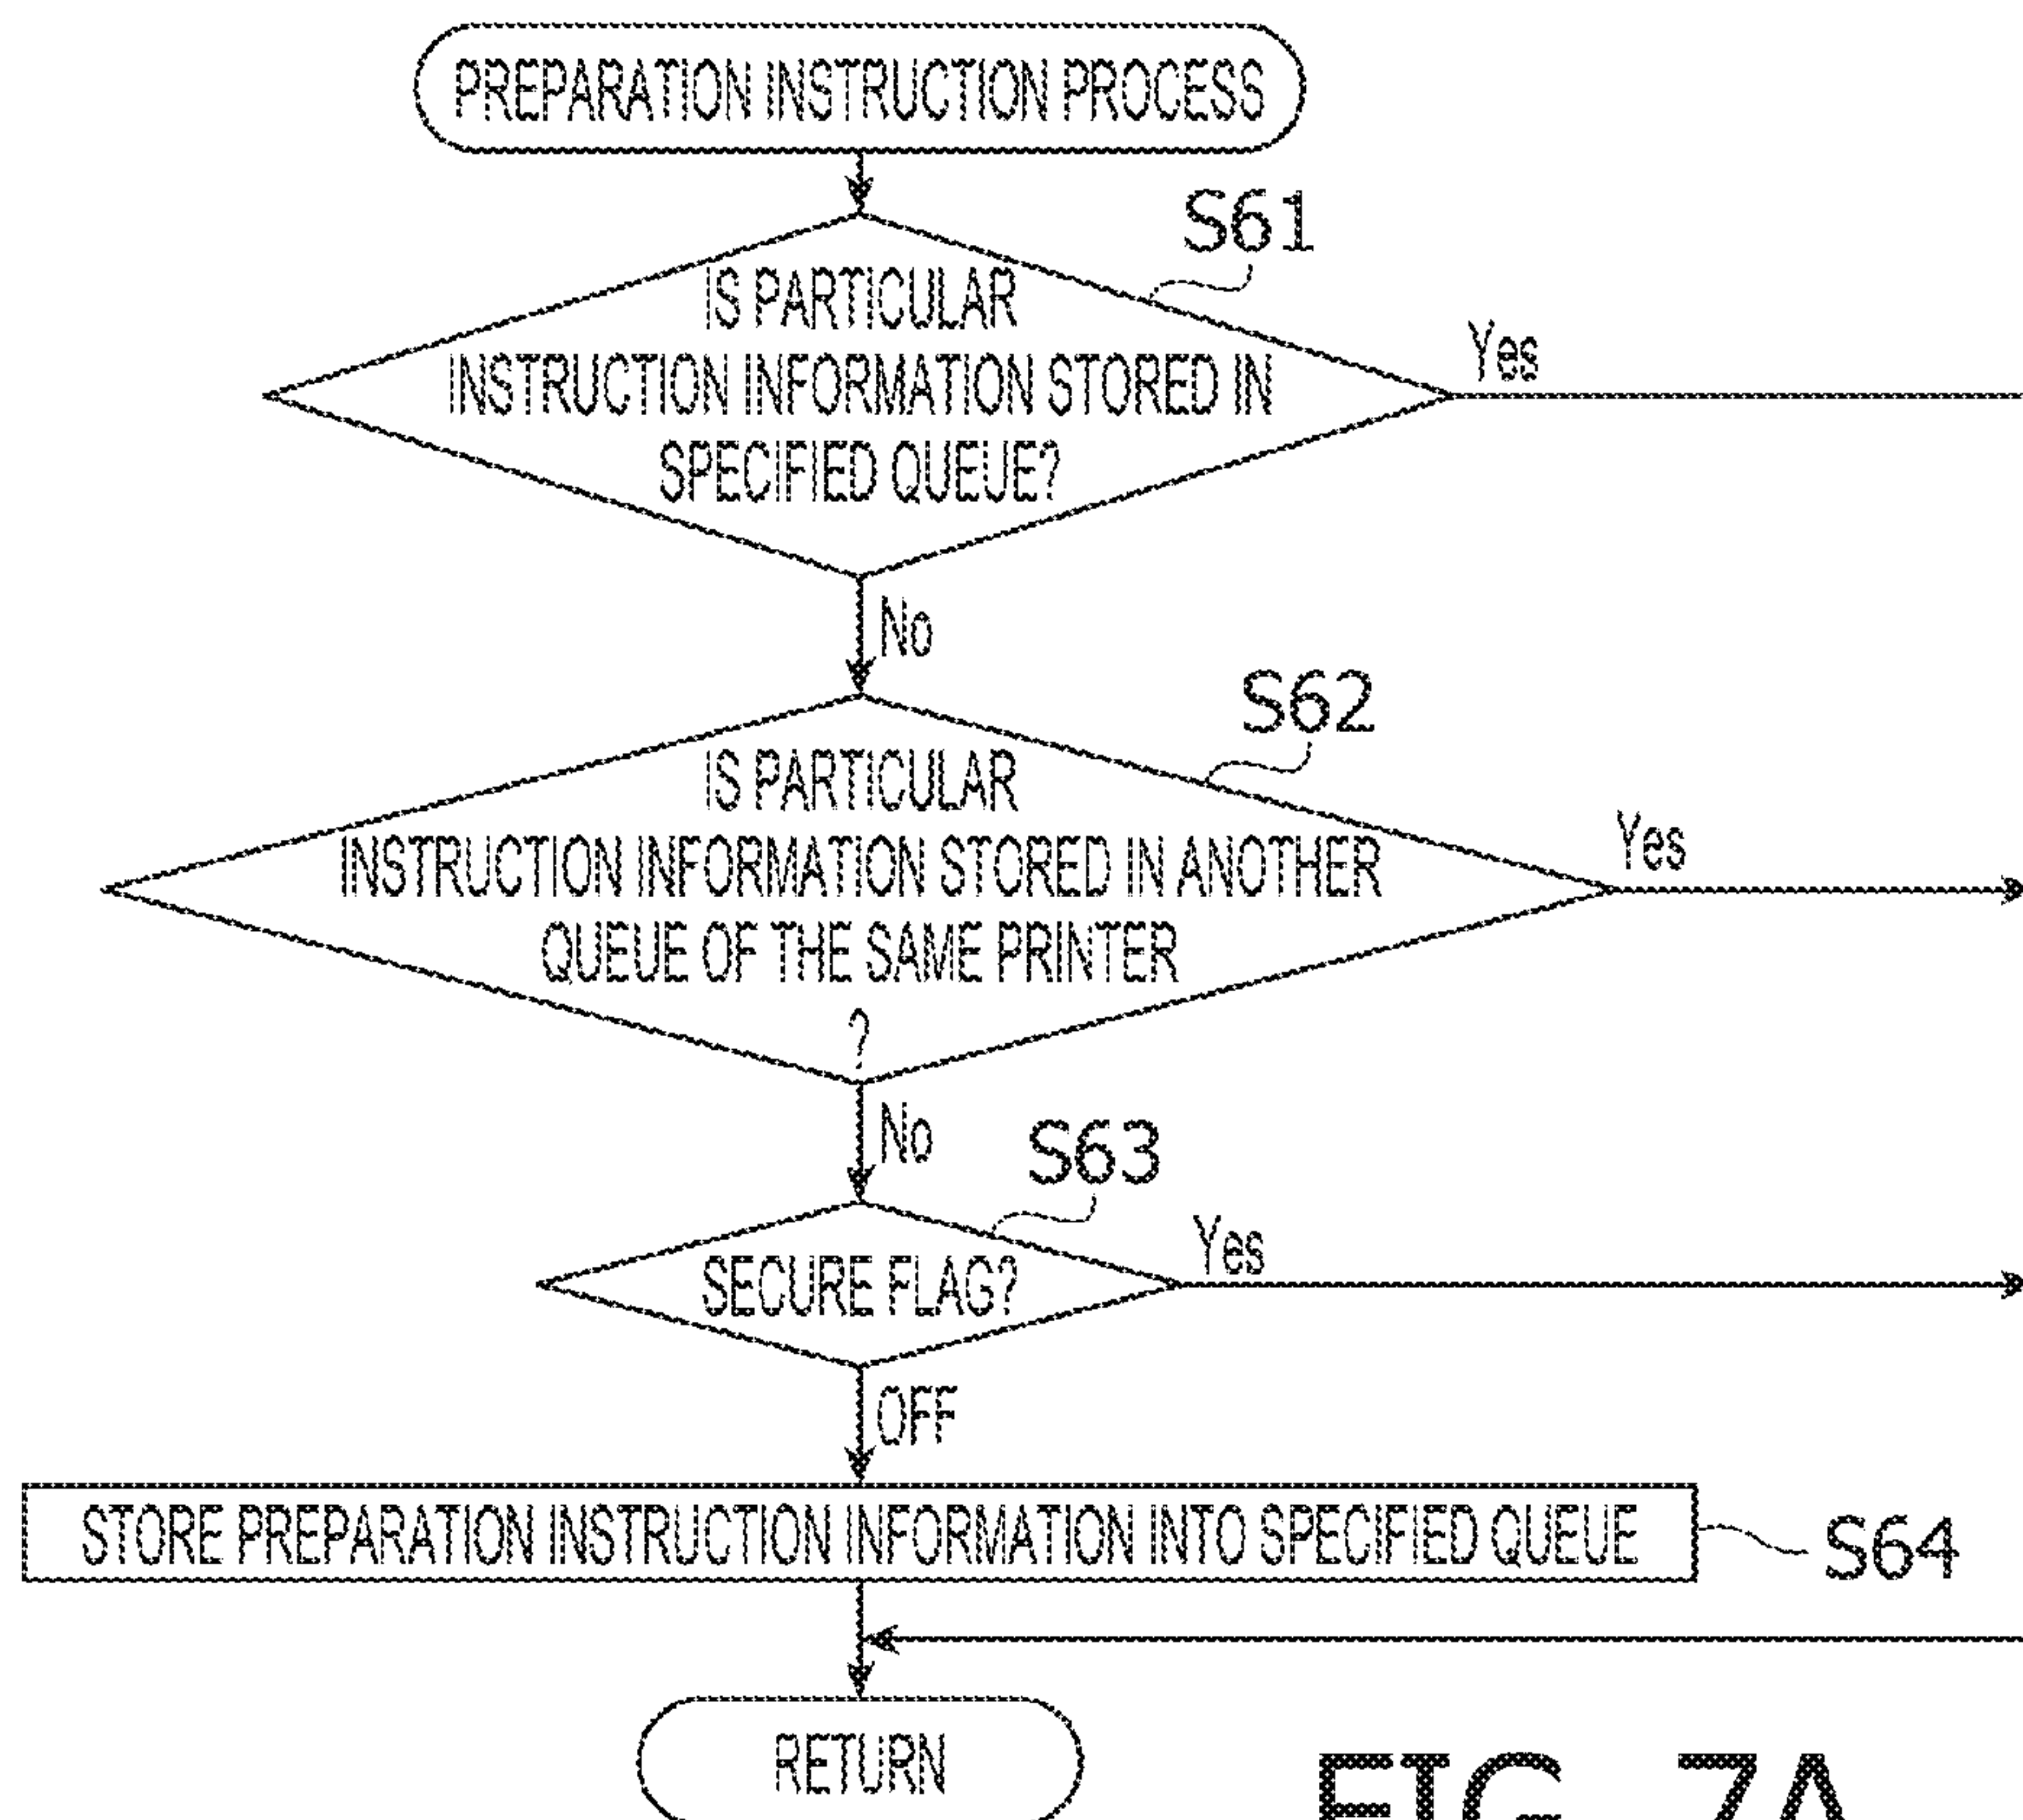 PREPARATION INSTRUCTION PROCESS
S61
IS PARTICULAR
INSTRUCTION INFORMATION STORED IN
SPECIFIED QUEUE?
Yes
No
S62
IS PARTICULAR
INSTRUCTION INFORMATION STORED IN ANOTHER
QUEUE OF THE SAME PRINTER
?
Yes
No
S63
SECURE FLAG?
Yes
OFF
STORE PREPARATION INSTRUCTION INFORMATION INTO SPECIFIED QUEUE
S64
RETURN
FIG. 7A